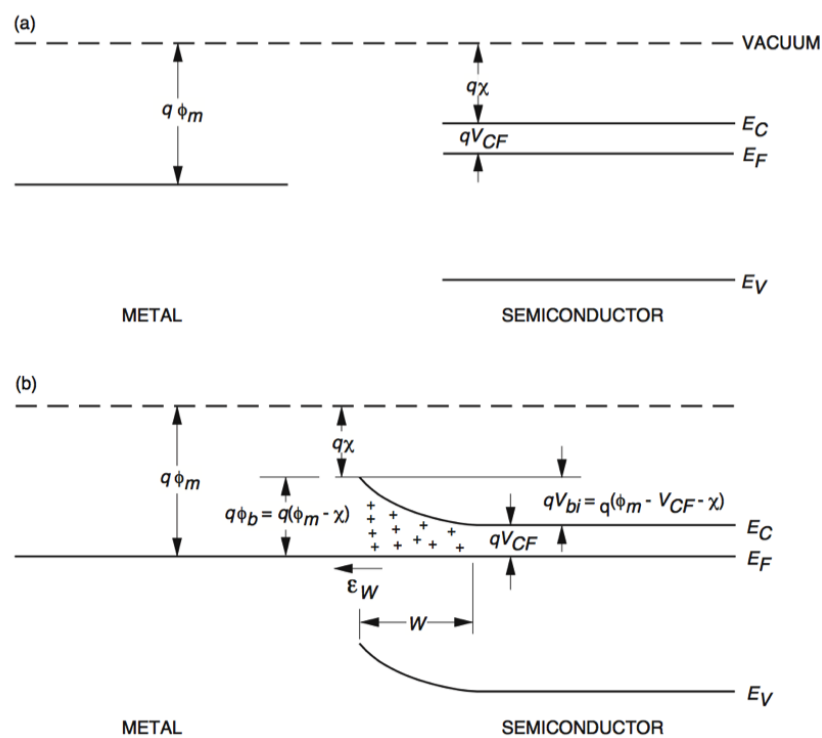 (a)
VACUUM
qχ
q ϕm
EC
qVCF
EF
EV
METAL
SEMICONDUCTOR
(b)
qχ
q ϕm
qϕb = q(ϕm - χ)
qVbi = q(ϕm - VCF - χ)
+ + + + + + + + + + + + +
EC
qVCF
EF
εW
W
EV
METAL
SEMICONDUCTOR